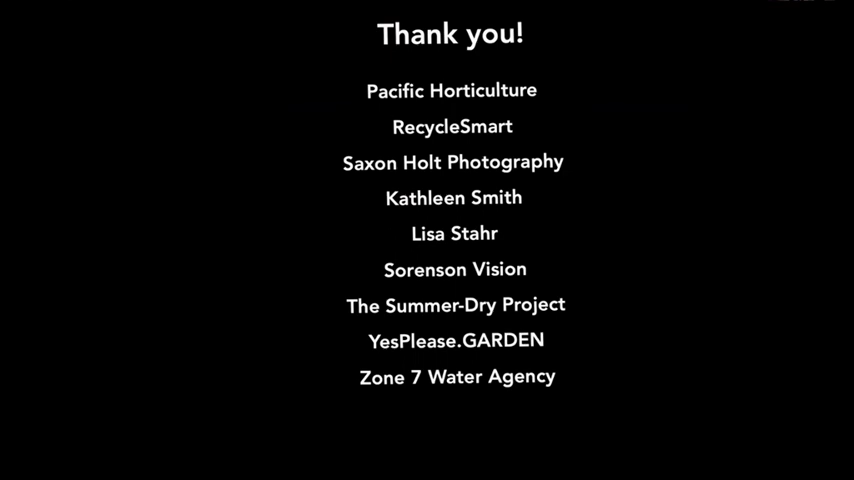 Thank you!
Pacific Horticulture
RecycleSmart
Saxon Holt Photography
Kathleen Smith
Lisa Stahr
Sorenson Vision
The Summer-Dry Project
YesPlease.GARDEN
Zone 7 Water Agency